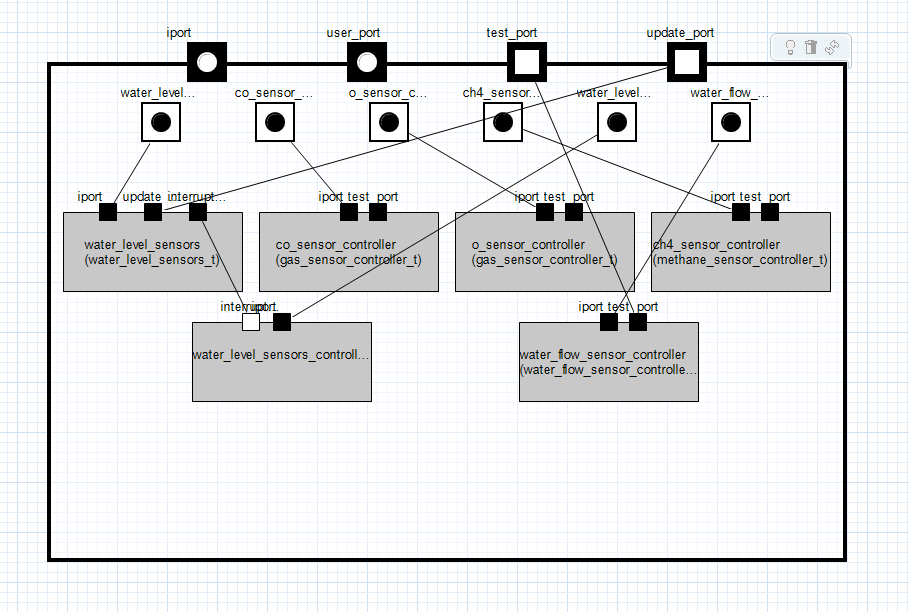 iport
user_port
test_port
update_port
water_level...
co_sensor_...
o_sensor_c...
ch4_sensor...
water_level...
water_flow_...
iport
update
interrupt...
iport
test_port
iport
test_port
iport
test_port
water_level_sensors
(water_level_sensors_t)
co_sensor_controller
(gas_sensor_controller_t)
o_sensor_controller
(gas_sensor_controller_t)
ch4_sensor_controller
(methane_sensor_controller_t)
iport
iport
test_port
water_level_sensors_controll...
water_flow_sensor_controller
(water_flow_sensor_controlle...